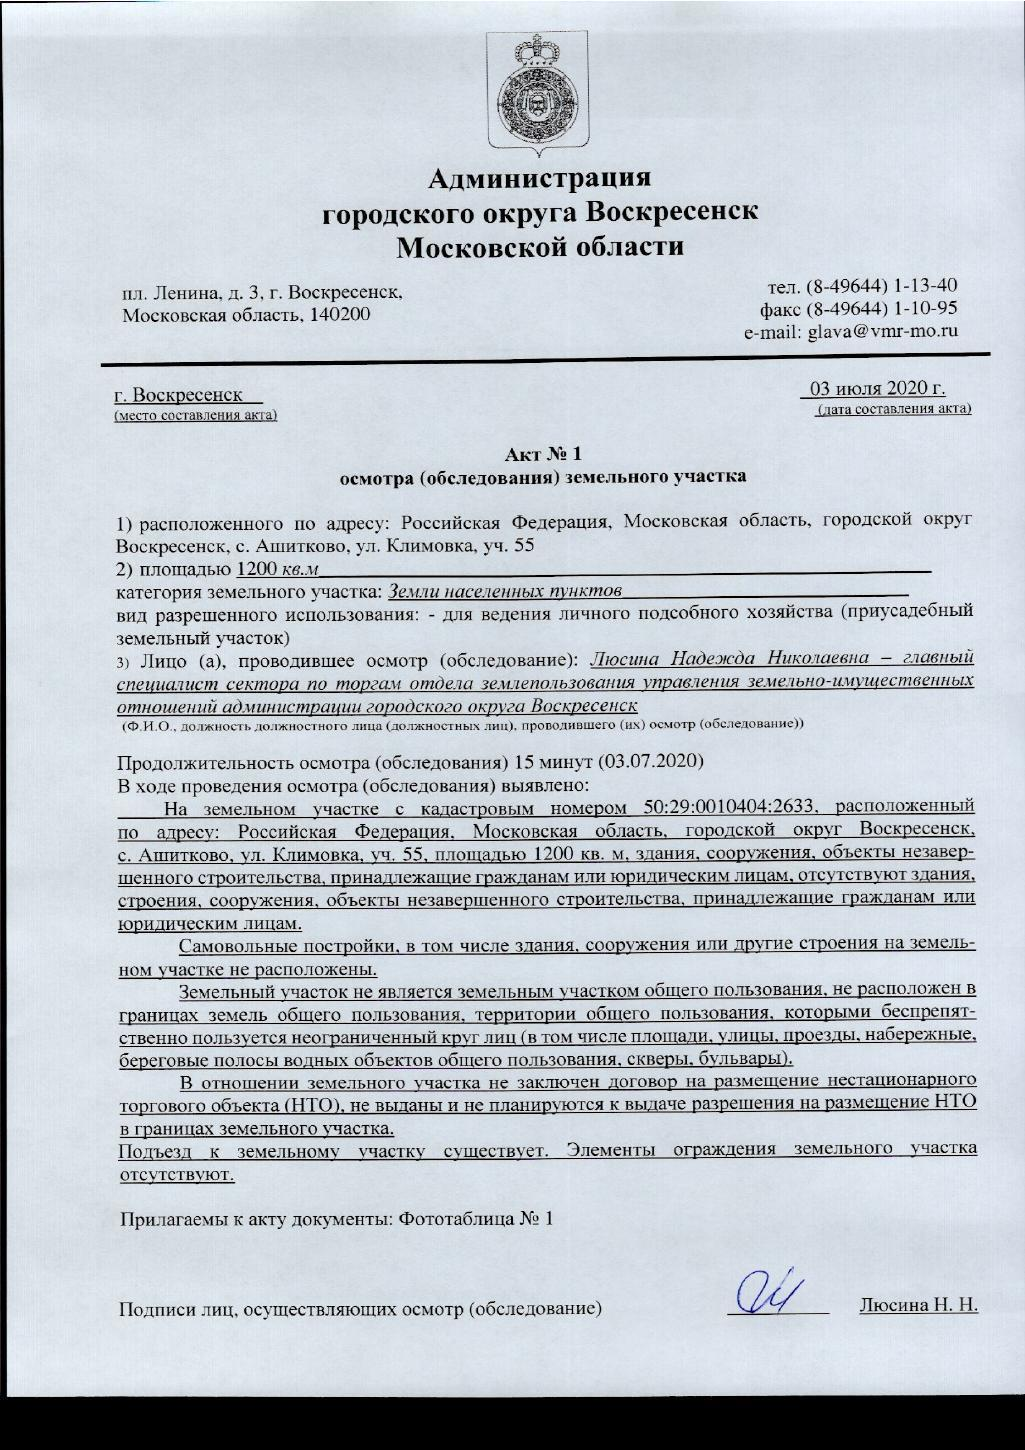 Администрация
городского округа Воскресенск
Московской области
пл. Ленина, д. 3, г. Воскресенск,
Московская область, 140200
тел. (8-49644) 1-13-40
факс (8-49644) 1-10-95
e-mail: glava@vmr-mo.ru
г. Воскресенск
(место составления акта)
03 июля 2020 г.
(дата составления акта)
Акт № 1
осмотра (обследования) земельного участка
1) расположенного по адресу: Российская Федерация, Московская область, городской округ
Воскресенск, с. Ашитково, ул. Климовка, уч. 55
2) площадью 1200 кв.м
категория земельного участка: Земли населенных пунктов
вид разрешенного использования: - для ведения личного подсобного хозяйства (приусадебный
земельный участок)
3) Лицо (а), проводившее осмотр (обследование): Люсина Надежда Николаевна – главный
специалист сектора по торгам отдела землепользования управления земельно-имущественных
отношений администрации городского округа Воскресенск
(Ф.И.О., должность должностного лица (должностных лиц), проводившего (их) осмотр (обследование))
Продолжительность осмотра (обследования) 15 минут (03.07.2020)
В ходе проведения осмотра (обследования) выявлено:
На земельном участке с кадастровым номером 50:29:0010404:2633, расположенный
по адресу: Российская Федерация, Московская область, городской округ Воскресенск,
с. Ашитково, ул. Климовка, уч. 55, площадью 1200 кв. м, здания, сооружения, объекты незавер-
шенного строительства, принадлежащие гражданам или юридическим лицам, отсутствуют здания,
строения, сооружения, объекты незавершенного строительства, принадлежащие гражданам или
юридическим лицам.
Самовольные постройки, в том числе здания, сооружения или другие строения на земель-
ном участке не расположены.
Земельный участок не является земельным участком общего пользования, не расположен в
границах земель общего пользования, территории общего пользования, которыми беспрепят-
ственно пользуется неограниченный круг лиц (в том числе площади, улицы, проезды, набережные,
береговые полосы водных объектов общего пользования, скверы, бульвары).
В отношении земельного участка не заключен договор на размещение нестационарного
торгового объекта (НТО), не выданы и не планируются к выдаче разрешения на размещение НТО
в границах земельного участка.
Подъезд к земельному участку существует. Элементы ограждения земельного участка
отсутствуют.
Прилагаемы к акту документы: Фототаблица № 1
Подписи лиц, осуществляющих осмотр (обследование)
Люсина Н. Н.